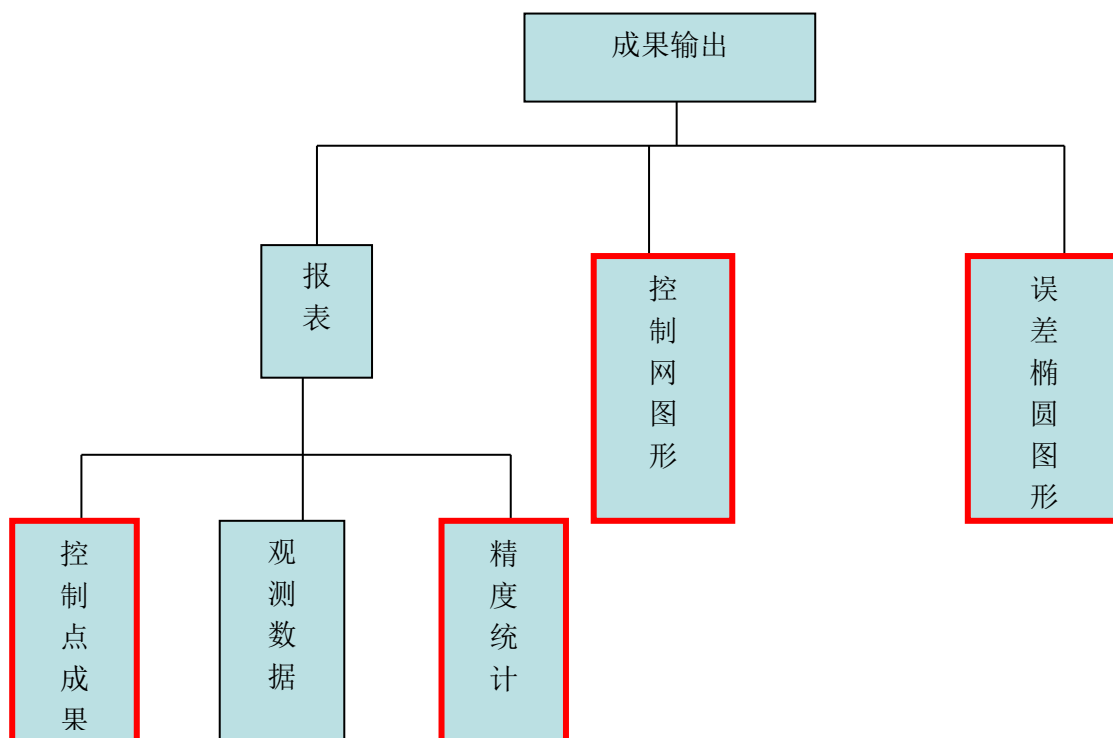 成果输出
报表
控制网图形
误差椭圆图形
控制点成果
观测数据
精度统计